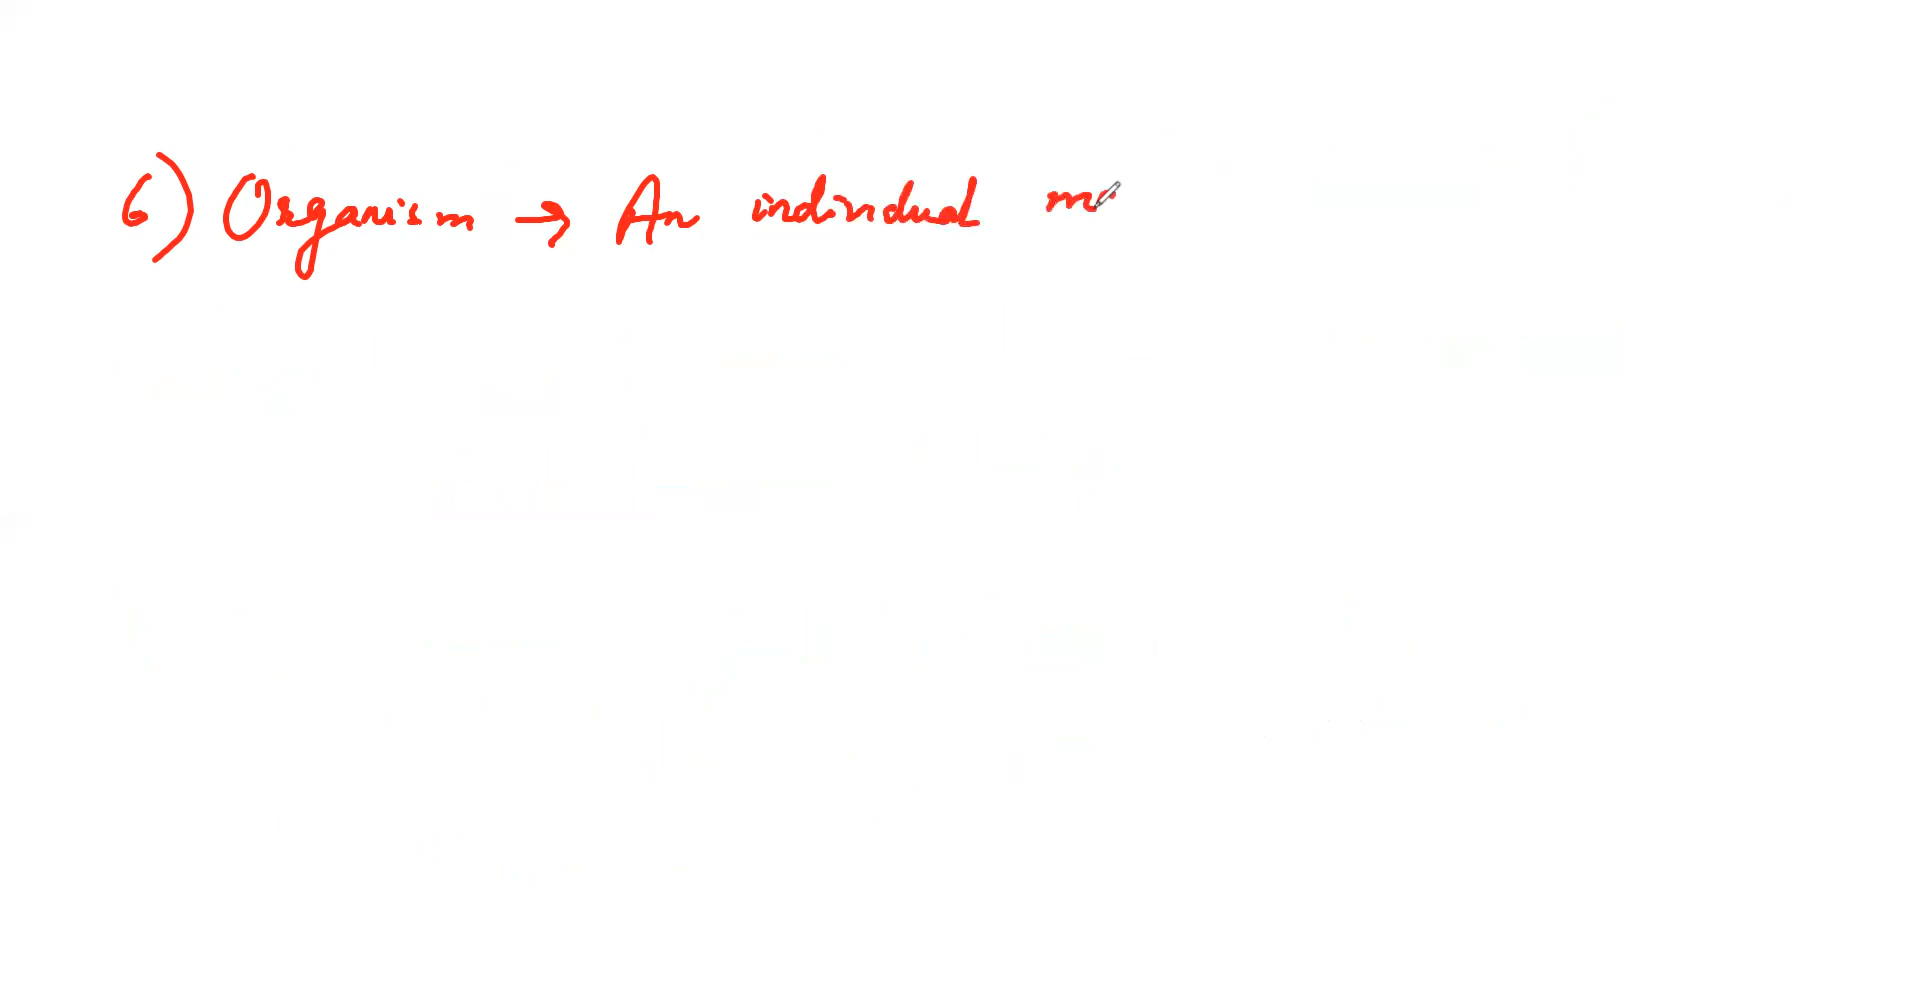 6) Organism → An individual